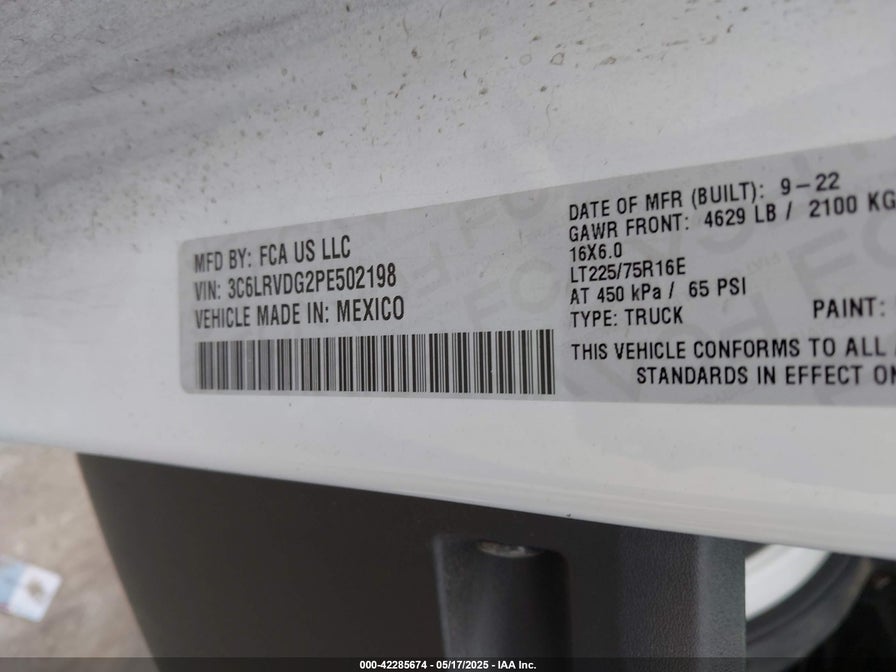 MFD BY: FCA US LLC
VIN: 3C6LRVDG2PE502198
VEHICLE MADE IN: MEXICO
DATE OF MFR (BUILT): 9-22
GAWR FRONT: 4629 LB / 2100 KG
16X6.0
LT225/75R16E
AT 450 kPa / 65 PSI
TYPE: TRUCK PAINT:
THIS VEHICLE CONFORMS TO ALL
STANDARDS IN EFFECT ON
000-42285674 - 05/17/2025 - IAA Inc.